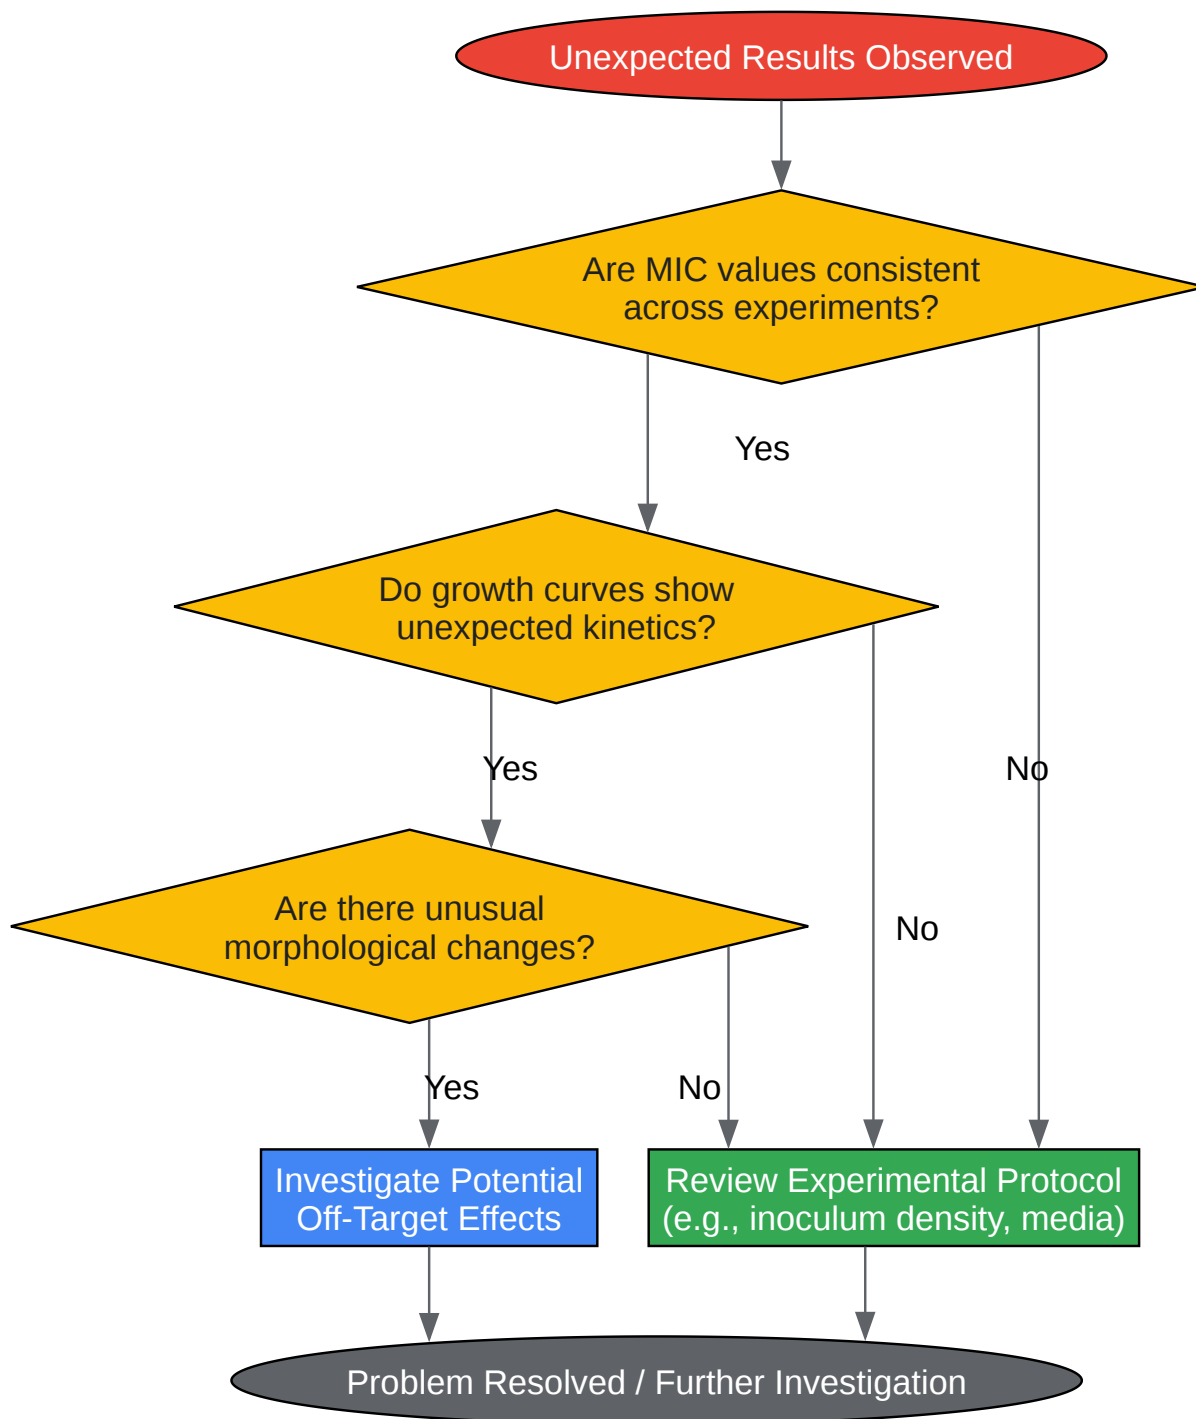 Unexpected Results Observed
Are MIC values consistent
across experiments?
Yes
Do growth curves show
unexpected kinetics?
Yes
No
Are there unusual
morphological changes?
No
Yes
No
Investigate Potential
Off-Target Effects
Review Experimental Protocol
(e.g., inoculum density, media)
Problem Resolved / Further Investigation